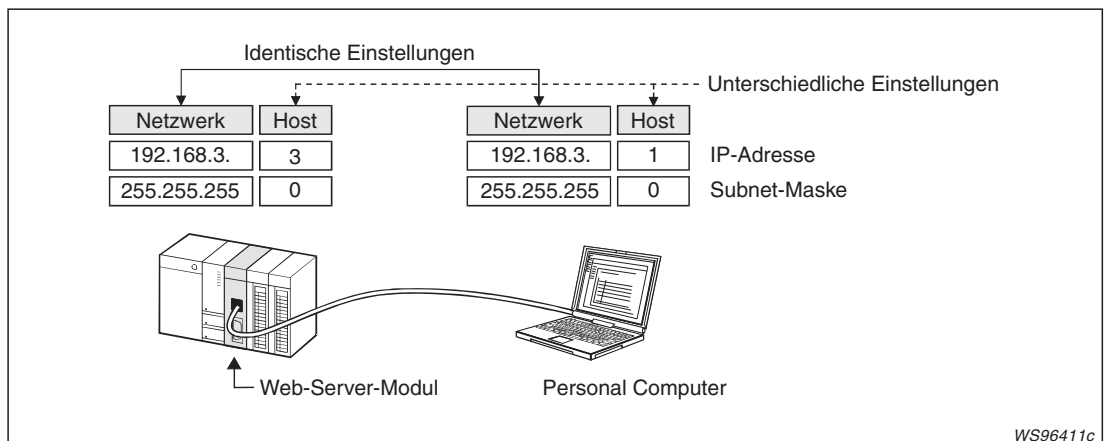 Identische Einstellungen
Unterschiedliche Einstellungen
Netzwerk Host Netzwerk Host
192.168.3. 3 192.168.3. 1 IP-Adresse
255.255.255 0 255.255.255 0 Subnet-Maske
Web-Server-Modul Personal Computer
WS96411c